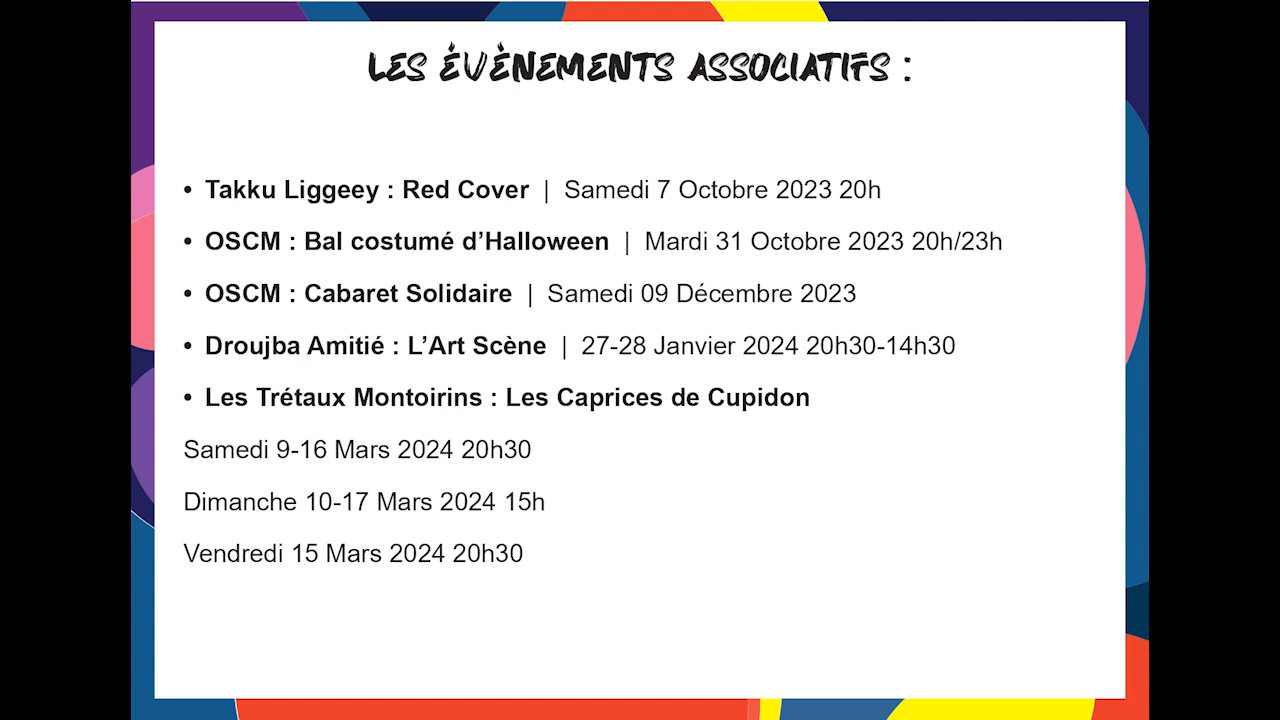 LES ÉVÈNEMENTS ASSOCIATIFS :
• Takku Liggeey : Red Cover | Samedi 7 Octobre 2023 20h
• OSCM : Bal costumé d’Halloween | Mardi 31 Octobre 2023 20h/23h
• OSCM : Cabaret Solidaire | Samedi 09 Décembre 2023
• Droujba Amitié : L’Art Scène | 27-28 Janvier 2024 20h30-14h30
• Les Trétaux Montoirins : Les Caprices de Cupidon
Samedi 9-16 Mars 2024 20h30
Dimanche 10-17 Mars 2024 15h
Vendredi 15 Mars 2024 20h30